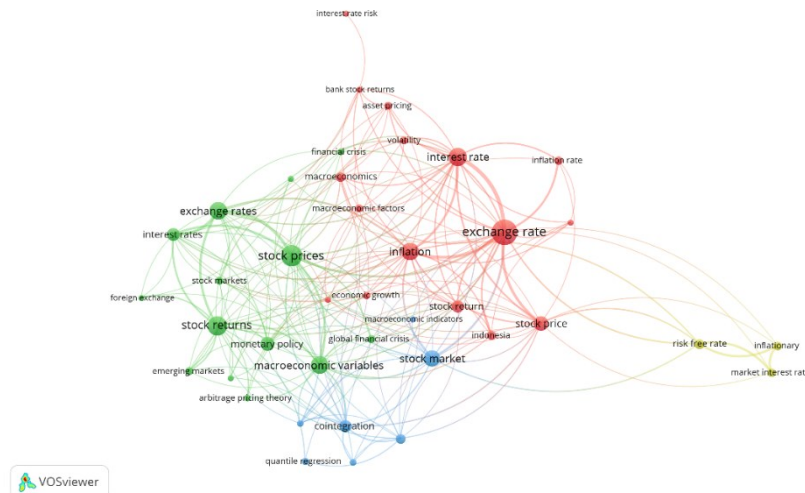 interest rate risk
bank stock returns
asset pricing
volatility
financial crisis
interest rate
inflation rate
macroeconomics
macroeconomic factors
exchange rates
exchange rate
interest rates
stock prices
inflation
stock markets
foreign exchange
economic growth
stock return
macroeconomic indicators
stock returns
stock price
indonesia
monetary policy
global financial crisis
risk free rate
inflationary
stock market
macroeconomic variables
emerging markets
market interest rat
arbitrage pricing theory
cointegration
quantile regression
VOSviewer